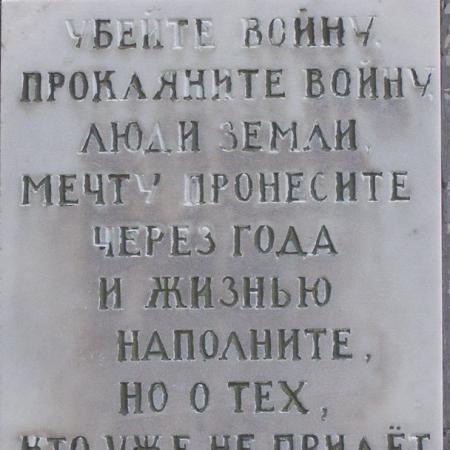 УБЕЙТЕ ВОЙНУ,
ПРОКЛЯНИТЕ ВОЙНУ
ЛЮДИ ЗЕМЛИ.
МЕЧТУ ПРОНЕСИТЕ
ЧЕРЕЗ ГОДА
И ЖИЗНЬЮ
НАПОЛНИТЕ,
НО О ТЕХ,
КТО УЖЕ НЕ ПРИДЁТ